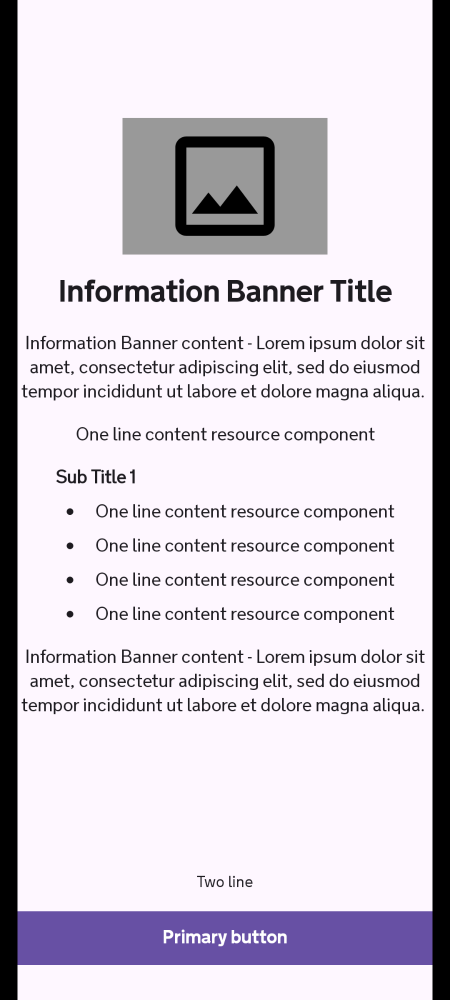 Information Banner Title
Information Banner content - Lorem ipsum dolor sit
amet, consectetur adipiscing elit, sed do eiusmod
tempor incididunt ut labore et dolore magna aliqua.
One line content resource component
Sub Title 1
• One line content resource component
• One line content resource component
• One line content resource component
• One line content resource component
Information Banner content - Lorem ipsum dolor sit
amet, consectetur adipiscing elit, sed do eiusmod
tempor incididunt ut labore et dolore magna aliqua.
Two line
Primary button